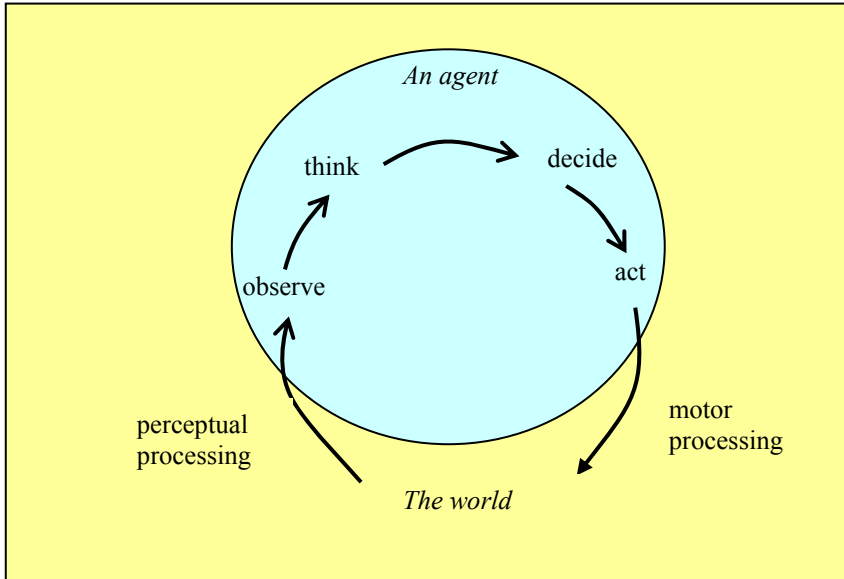 An agent
think
decide
observe
act
perceptual
processing
motor
processing
The world